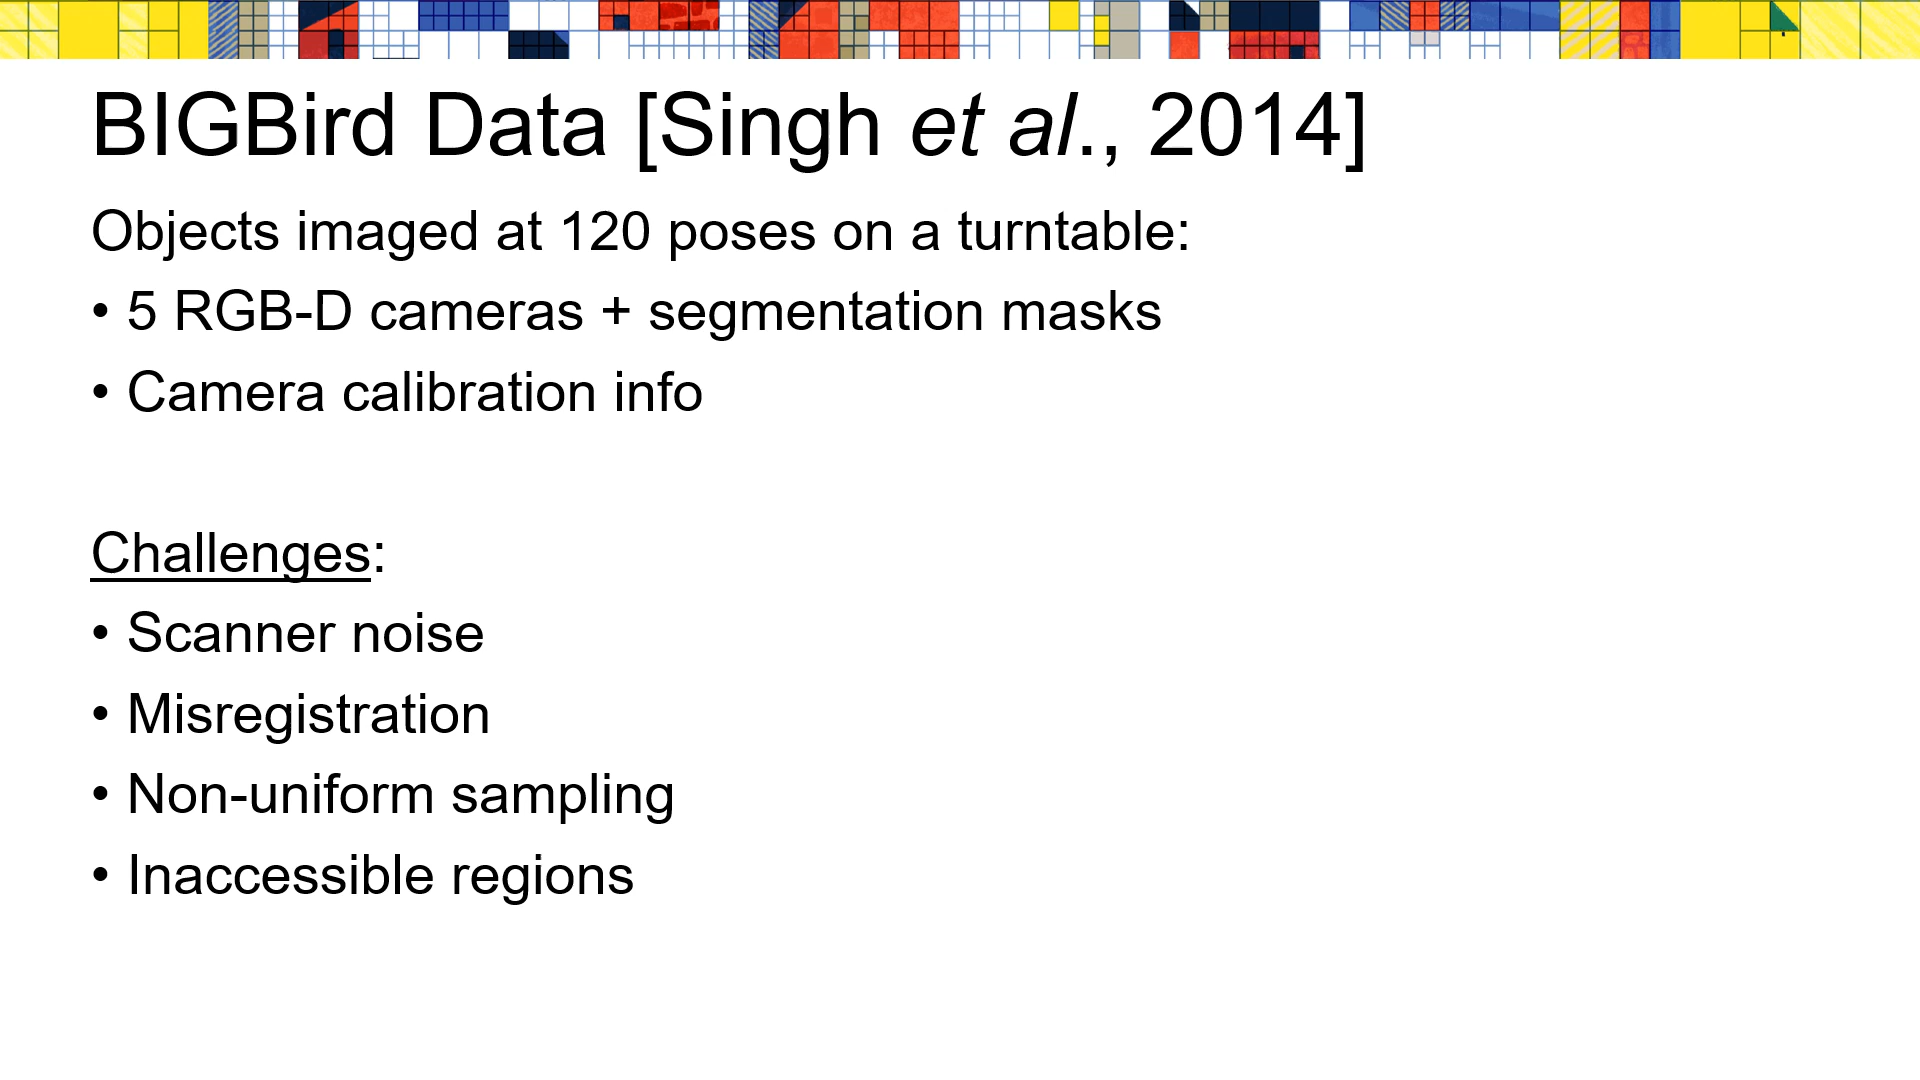 BIGBird Data [Singh et al., 2014]
Objects imaged at 120 poses on a turntable:
• 5 RGB-D cameras + segmentation masks
• Camera calibration info
Challenges:
• Scanner noise
• Misregistration
• Non-uniform sampling
• Inaccessible regions